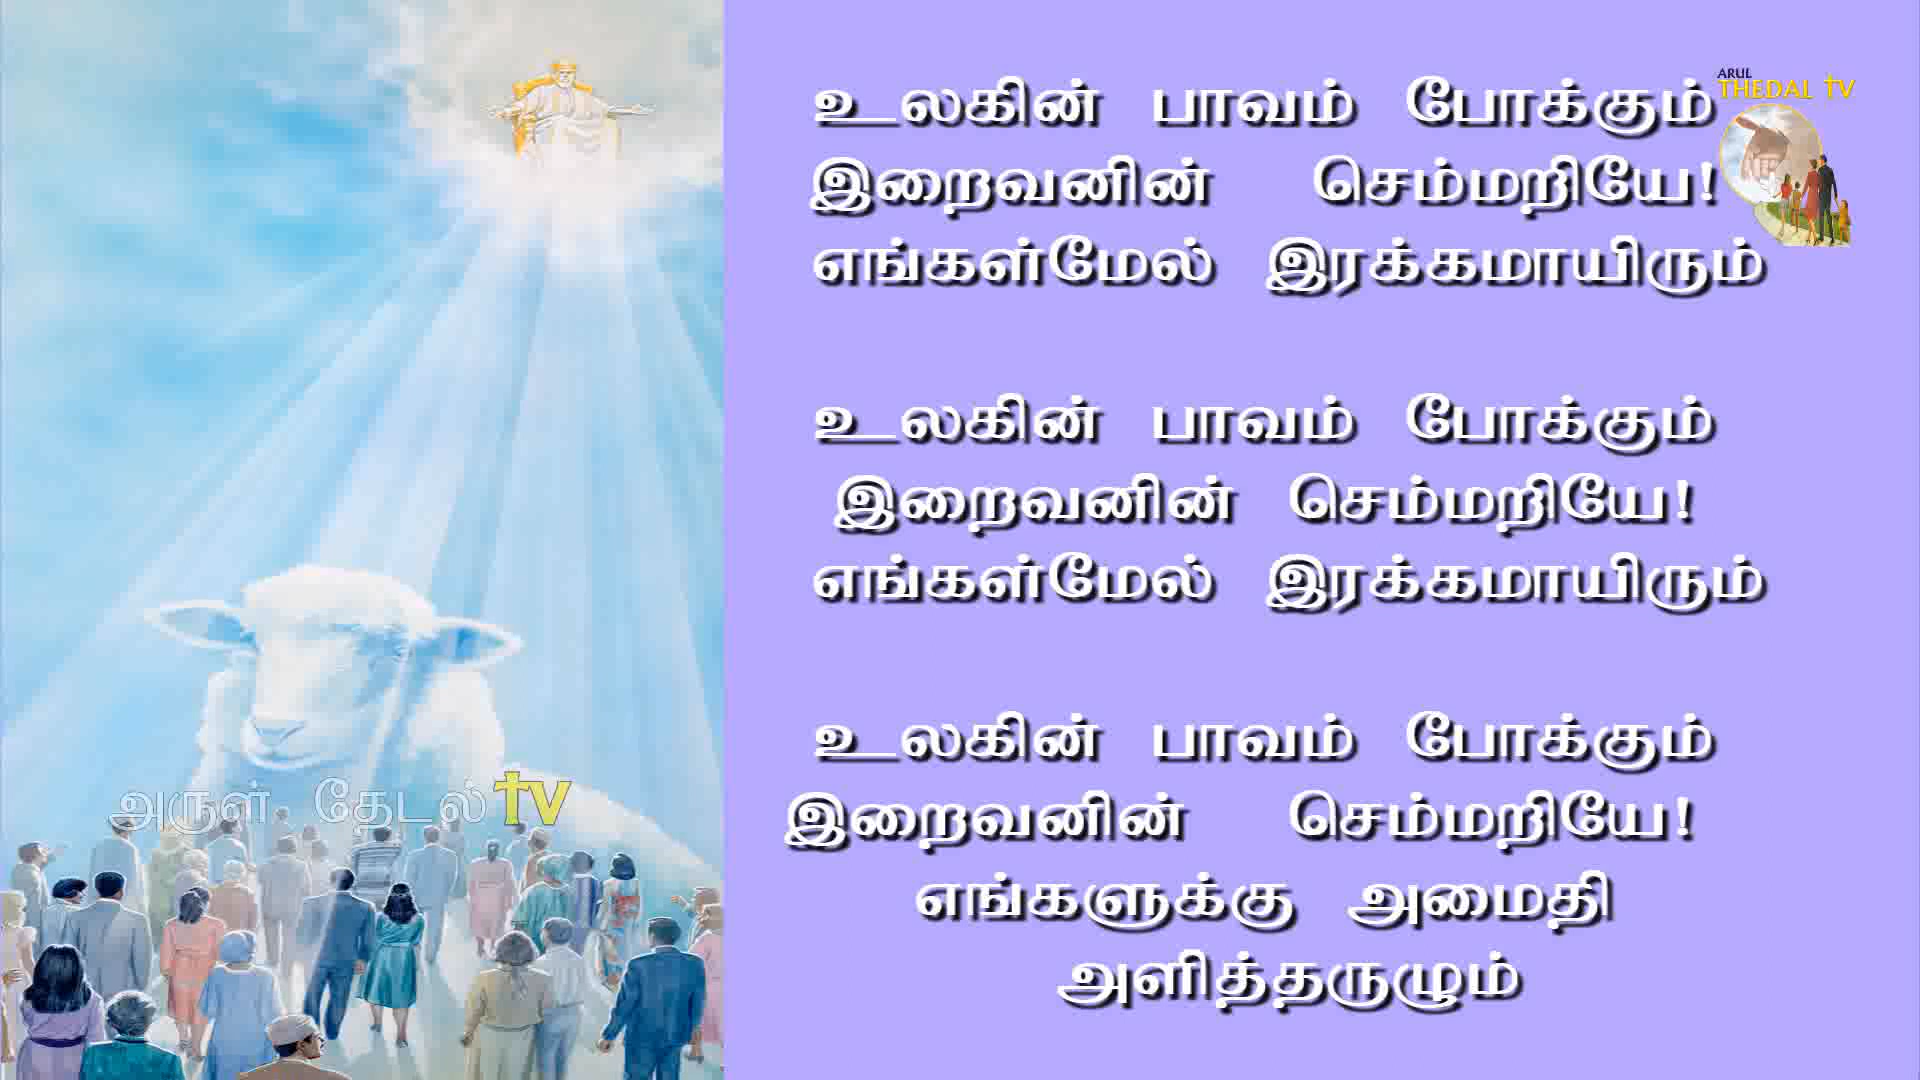 உலகின் பாவம் போக்கும்
இறைவனின் செம்மறியே!
எங்கள்மேல் இரக்கமாயிரும்
உலகின் பாவம் போக்கும்
இறைவனின் செம்மறியே!
எங்கள்மேல் இரக்கமாயிரும்
உலகின் பாவம் போக்கும்
இறைவனின் செம்மறியே!
எங்களுக்கு அமைதி
அளித்தருழும்
ARUL
THEDAL TV
அருள் தேடல் TV